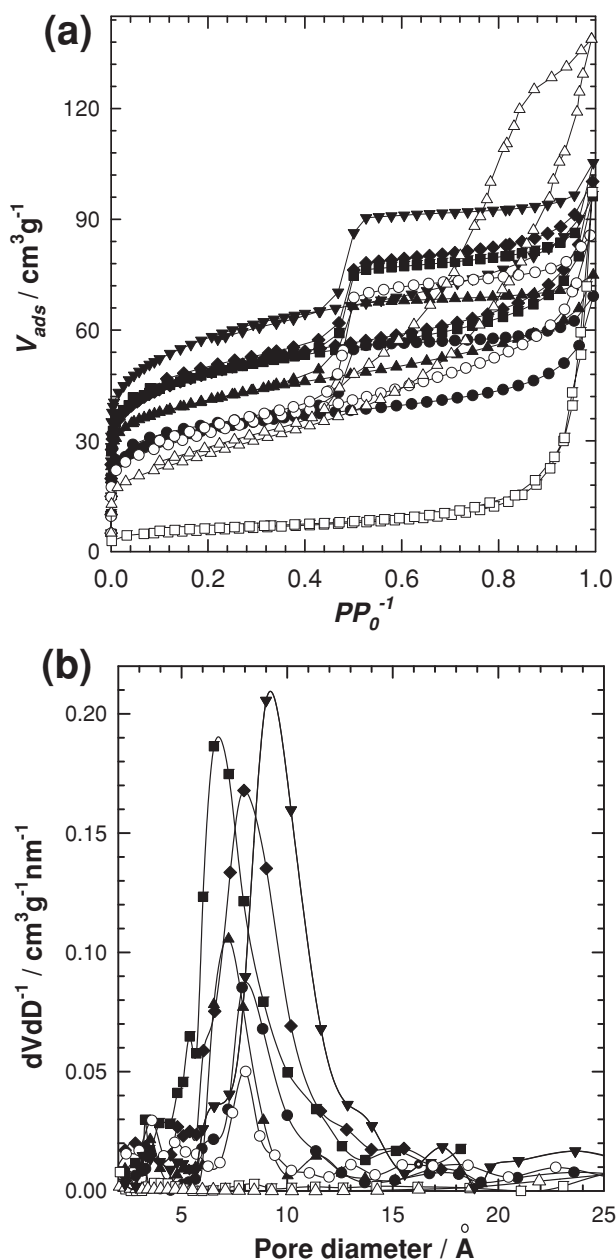 (a)
120
90
60
30
0
V_ads / cm³g⁻¹
0.0 0.2 0.4 0.6 0.8 1.0
PP₀⁻¹
(b)
0.20
0.15
0.10
0.05
0.00
dVdD⁻¹ / cm³g⁻¹nm⁻¹
5 10 15 20 25
Pore diameter / Å